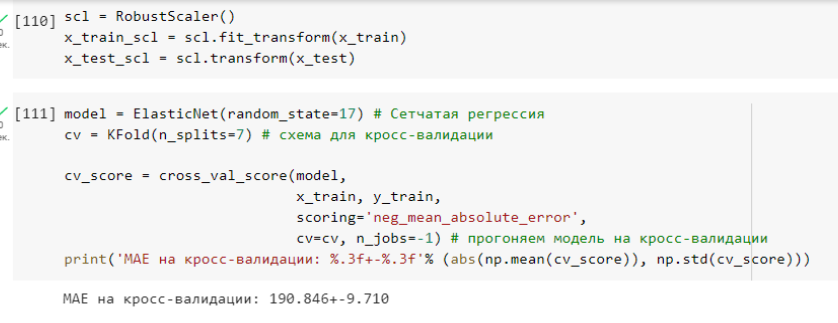 [110] scl = RobustScaler()
x_train_scl = scl.fit_transform(x_train)
x_test_scl = scl.transform(x_test)
ек.
[111] model = ElasticNet(random_state=17) # Сетчатая регрессия
cv = KFold(n_splits=7) # схема для кросс-валидации
ек.
cv_score = cross_val_score(model,
x_train, y_train,
scoring='neg_mean_absolute_error',
cv=cv, n_jobs=-1) # прогоняем модель на кросс-валидации
print('MAE на кросс-валидации: %.3f+-%.3f'% (abs(np.mean(cv_score)), np.std(cv_score)))
MAE на кросс-валидации: 190.846+-9.710